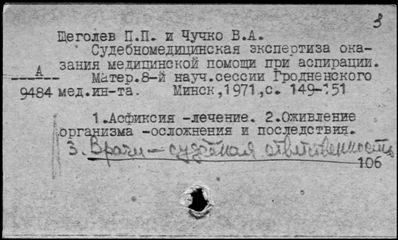 з
Щеголев П.П. и Чучко В.А.
Судебномедицинская экспертиза ока-
зания медицинской помощи при аспирации.
А Матер.8-й науч.сессии Гродненского
9484 мед.ин-та. Минск,1971,с. 149-151
1.Асфиксия -лечение. 2.Оживление
организма -осложнения и последствия.
3. Врачи - судебная ответственность
106